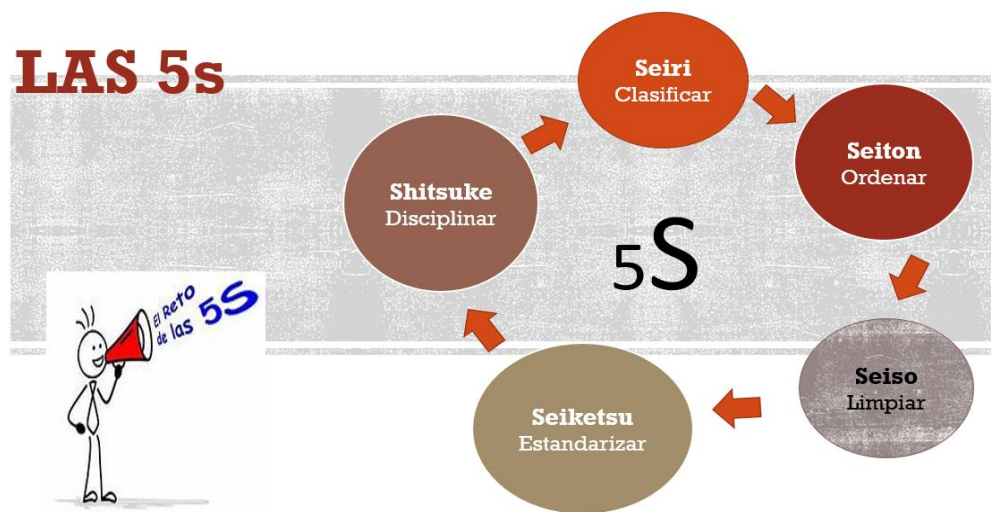 LAS 5s
Seiri
Clasificar
Seiton
Ordenar
Seiso
Limpiar
Seiketsu
Estandarizar
Shitsuke
Disciplinar
5S
El Reto
de las 5S